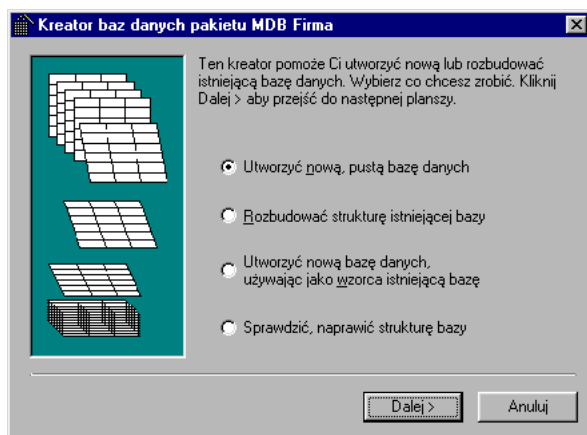 Kreator baz danych pakietu MDB Firma
Ten kreator pomoże Ci utworzyć nową lub rozbudować
istniejącą bazę danych. Wybierz co chcesz zrobić. Kliknij
Dalej > aby przejść do następnej planszy.
Utworzyć nową, pustą bazę danych
Rozbudować strukturę istniejącej bazy
Utworzyć nową bazę danych,
używając jako wzorca istniejącą bazę
Sprawdzić, naprawić strukturę bazy
Dalej >
Anuluj